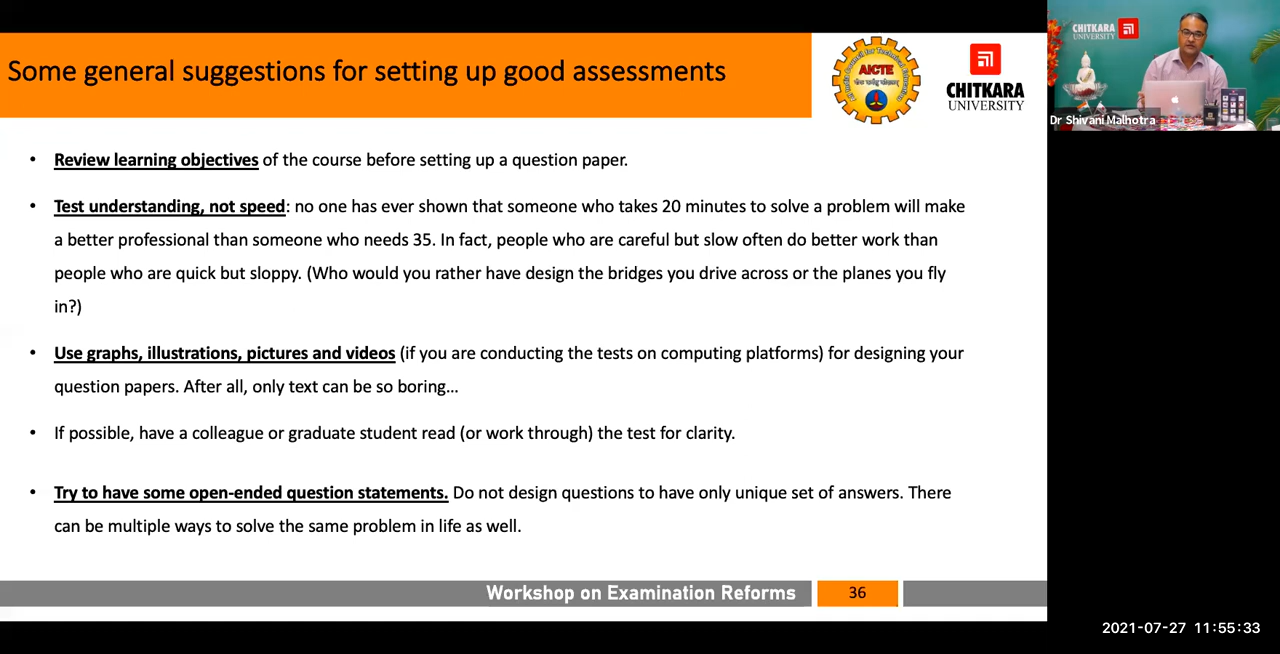 Some general suggestions for setting up good assessments
All India Council for Technical Education
AICTE
CHITKARA
UNIVERSITY
CHITKARA
UNIVERSITY
Dr Shivani Malhotra
• Review learning objectives of the course before setting up a question paper.
• Test understanding, not speed: no one has ever shown that someone who takes 20 minutes to solve a problem will make
a better professional than someone who needs 35. In fact, people who are careful but slow often do better work than
people who are quick but sloppy. (Who would you rather have design the bridges you drive across or the planes you fly
in?)
• Use graphs, illustrations, pictures and videos (if you are conducting the tests on computing platforms) for designing your
question papers. After all, only text can be so boring...
• If possible, have a colleague or graduate student read (or work through) the test for clarity.
• Try to have some open-ended question statements. Do not design questions to have only unique set of answers. There
can be multiple ways to solve the same problem in life as well.
Workshop on Examination Reforms
36
2021-07-27 11:55:33